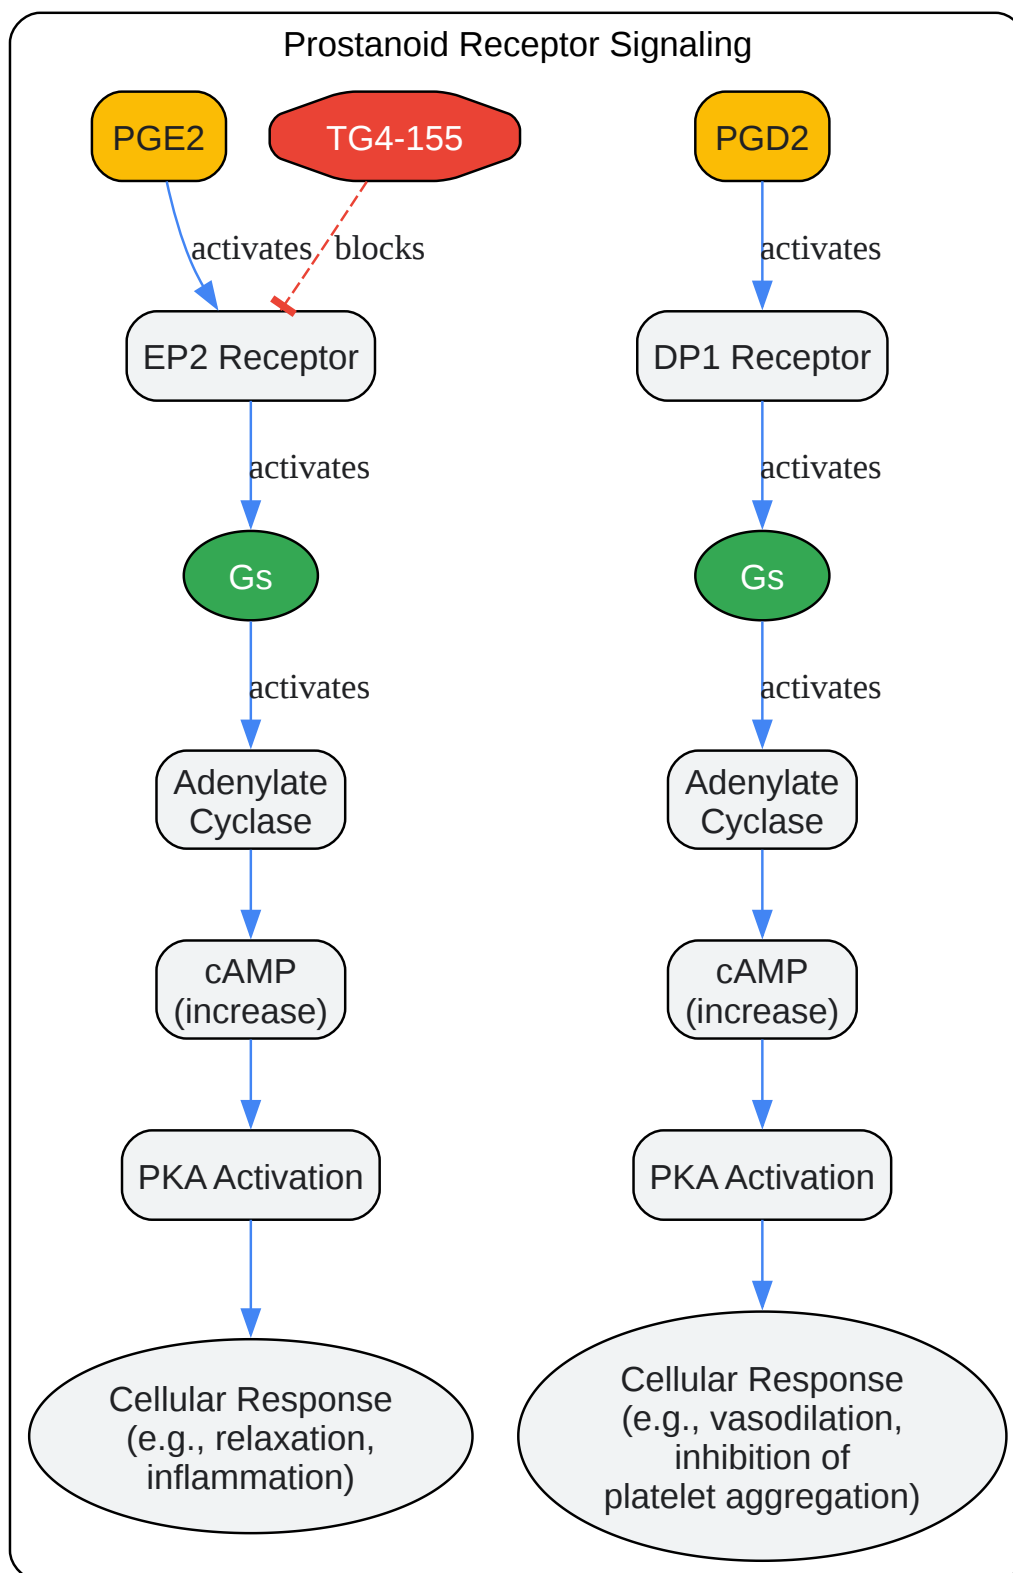 Prostanoid Receptor Signaling
PGE2
TG4-155
PGD2
activates
blocks
activates
EP2 Receptor
DP1 Receptor
activates
activates
Gs
Gs
activates
activates
Adenylate
Cyclase
Adenylate
Cyclase
cAMP
(increase)
cAMP
(increase)
PKA Activation
PKA Activation
Cellular Response
(e.g., relaxation,
inflammation)
Cellular Response
(e.g., vasodilation,
inhibition of
platelet aggregation)